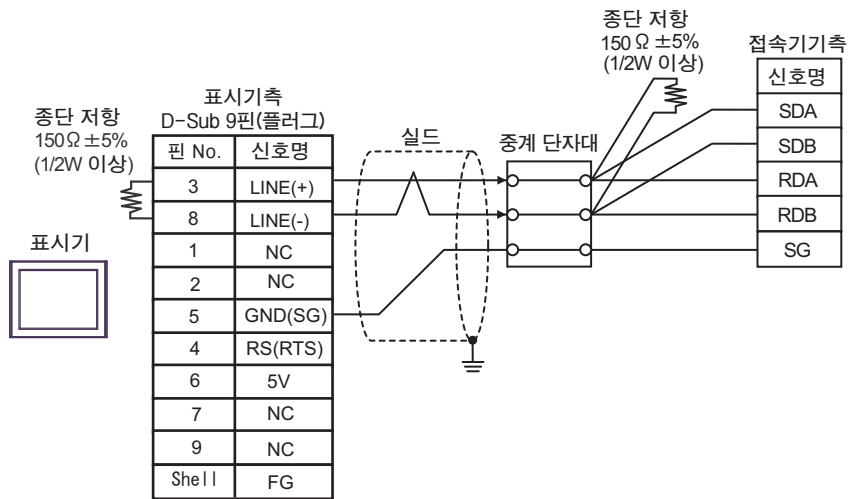 종단 저항
150Ω ±5%
(1/2W 이상)
접속기기측
신호명
SDA
SDB
RDA
RDB
SG
표시기측
D-Sub 9핀(플러그)
종단 저항
150Ω ±5%
(1/2W 이상)
실드
중계 단자대
핀 No. 신호명
3 LINE(+)
8 LINE(-)
1 NC
2 NC
5 GND(SG)
4 RS(RTS)
6 5V
7 NC
9 NC
Shell FG
표시기